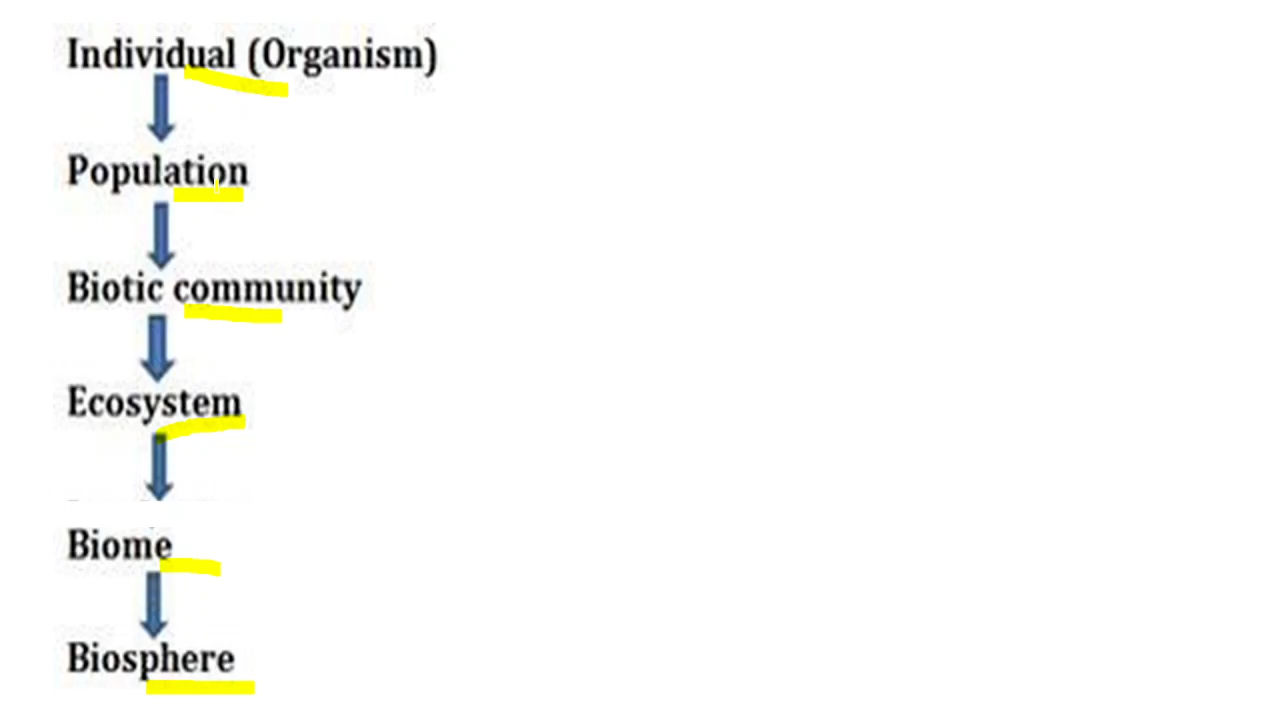 Individual (Organism)
Population
Biotic community
Ecosystem
Biome
Biosphere